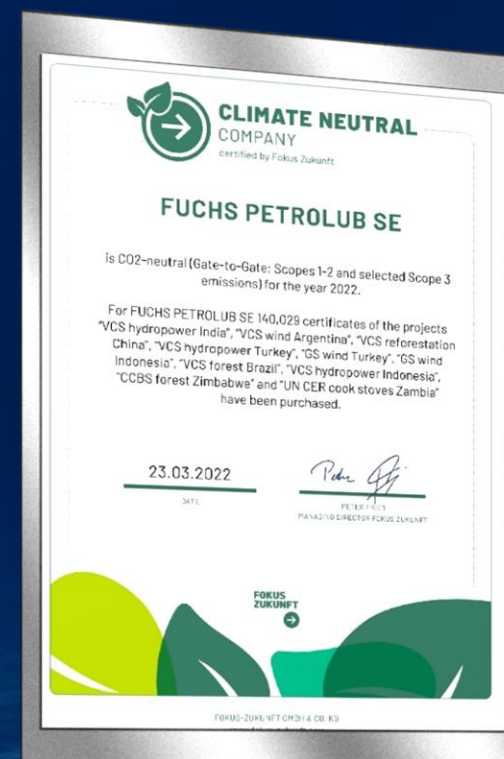 CLIMATE NEUTRAL
COMPANY
certified by Fokus Zukunft
FUCHS PETROLUB SE
is CO2-neutral (Gate-to-Gate: Scopes 1-2 and selected Scope 3
emissions) for the year 2022.
For FUCHS PETROLUB SE 140,029 certificates of the projects
"VCS hydropower India", "VCS wind Argentina", "VCS reforestation
China", "VCS hydropower Turkey", "GS wind Turkey", "GS wind
Indonesia", "VCS forest Brazil", "VCS hydropower Indonesia",
"CCBS forest Zimbabwe" and "UN CER cook stoves Zambia"
have been purchased.
23.03.2022
DATE
PETER
MANAGING DIRECTOR FOKUS ZUKUNFT
FOKUS
ZUKUNFT
FOKUS-ZUKUNFT GMBH & CO. KG